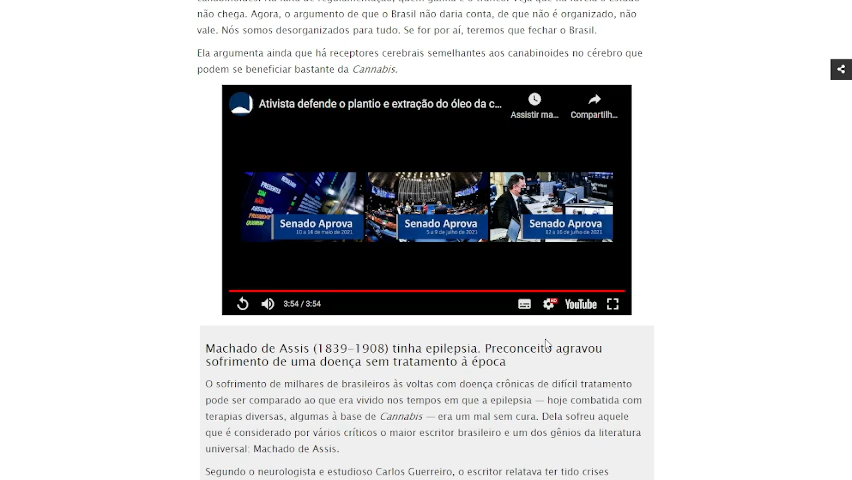 não chega. Agora, o argumento de que o Brasil não daria conta, de que não é organizado, não
vale. Nós somos desorganizados para tudo. Se for por aí, teremos que fechar o Brasil.
Ela argumenta ainda que há receptores cerebrais semelhantes aos canabinoides no cérebro que
podem se beneficiar bastante da Cannabis.
Ativista defende o plantio e extração do óleo da c...
Assistir ma...
Compartilh...
Senado Aprova
10 a 14 de maio de 2021
Senado Aprova
5 a 9 de julho de 2021
Senado Aprova
12 a 16 de julho de 2021
3:54 / 3:54
HD
YouTube
Machado de Assis (1839-1908) tinha epilepsia. Preconceito agravou
sofrimento de uma doença sem tratamento à época
O sofrimento de milhares de brasileiros às voltas com doença crônicas de difícil tratamento
pode ser comparado ao que era vivido nos tempos em que a epilepsia — hoje combatida com
terapias diversas, algumas à base de Cannabis — era um mal sem cura. Dela sofreu aquele
que é considerado por vários críticos o maior escritor brasileiro e um dos gênios da literatura
universal: Machado de Assis.
Segundo o neurologista e estudioso Carlos Guerreiro, o escritor relatava ter tido crises